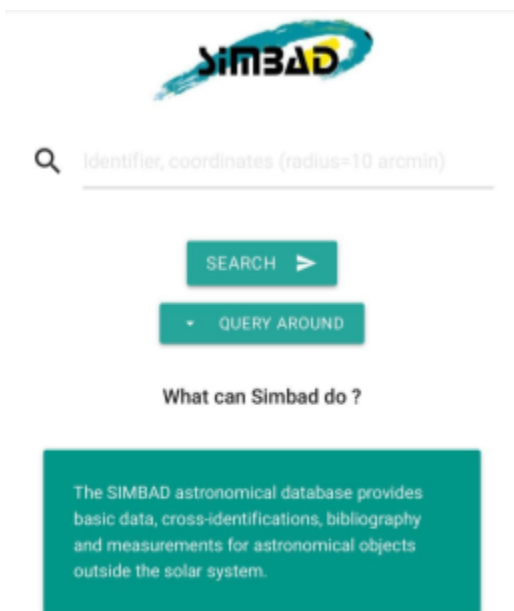 SiMBAD
Identifier, coordinates (radius=10 arcmin)
SEARCH
QUERY AROUND
What can Simbad do ?
The SIMBAD astronomical database provides
basic data, cross-identifications, bibliography
and measurements for astronomical objects
outside the solar system.